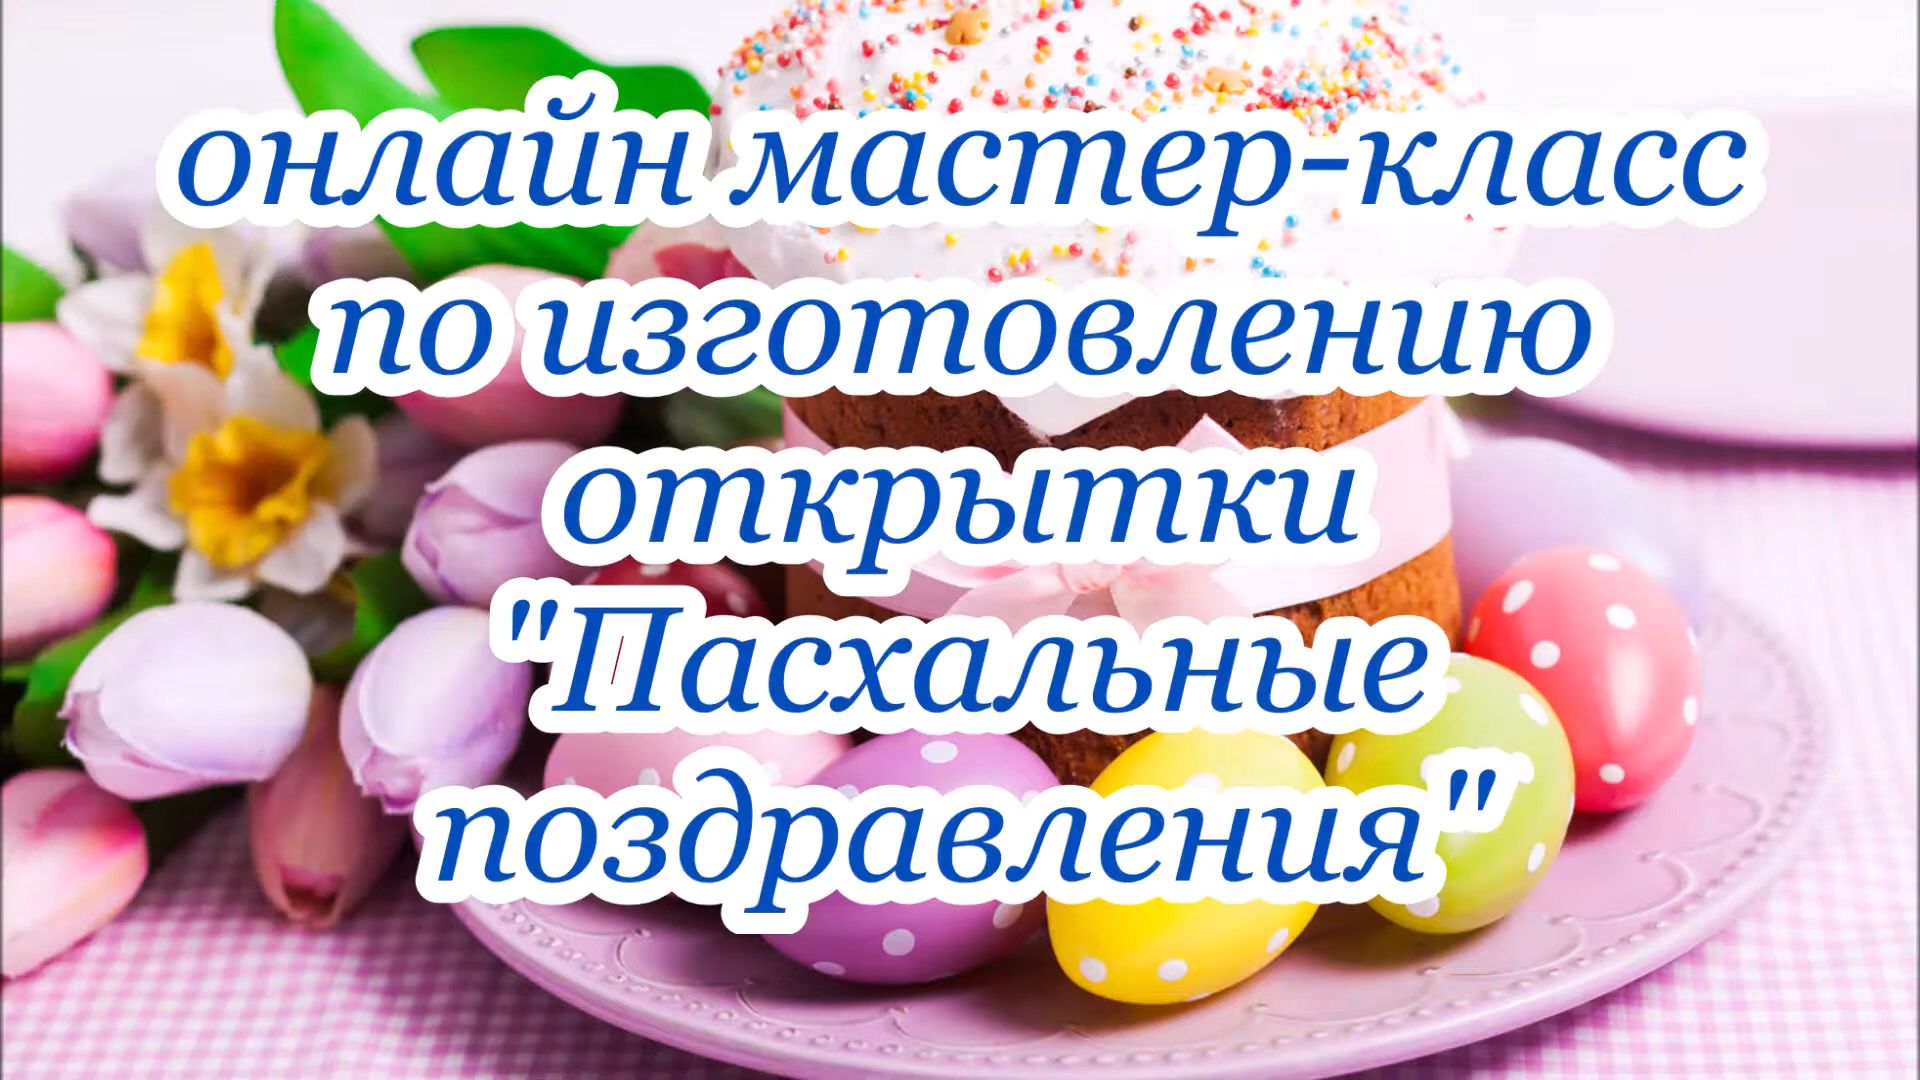 онлайн мастер-класс
по изготовлению
открытки
"Пасхальные
поздравления"